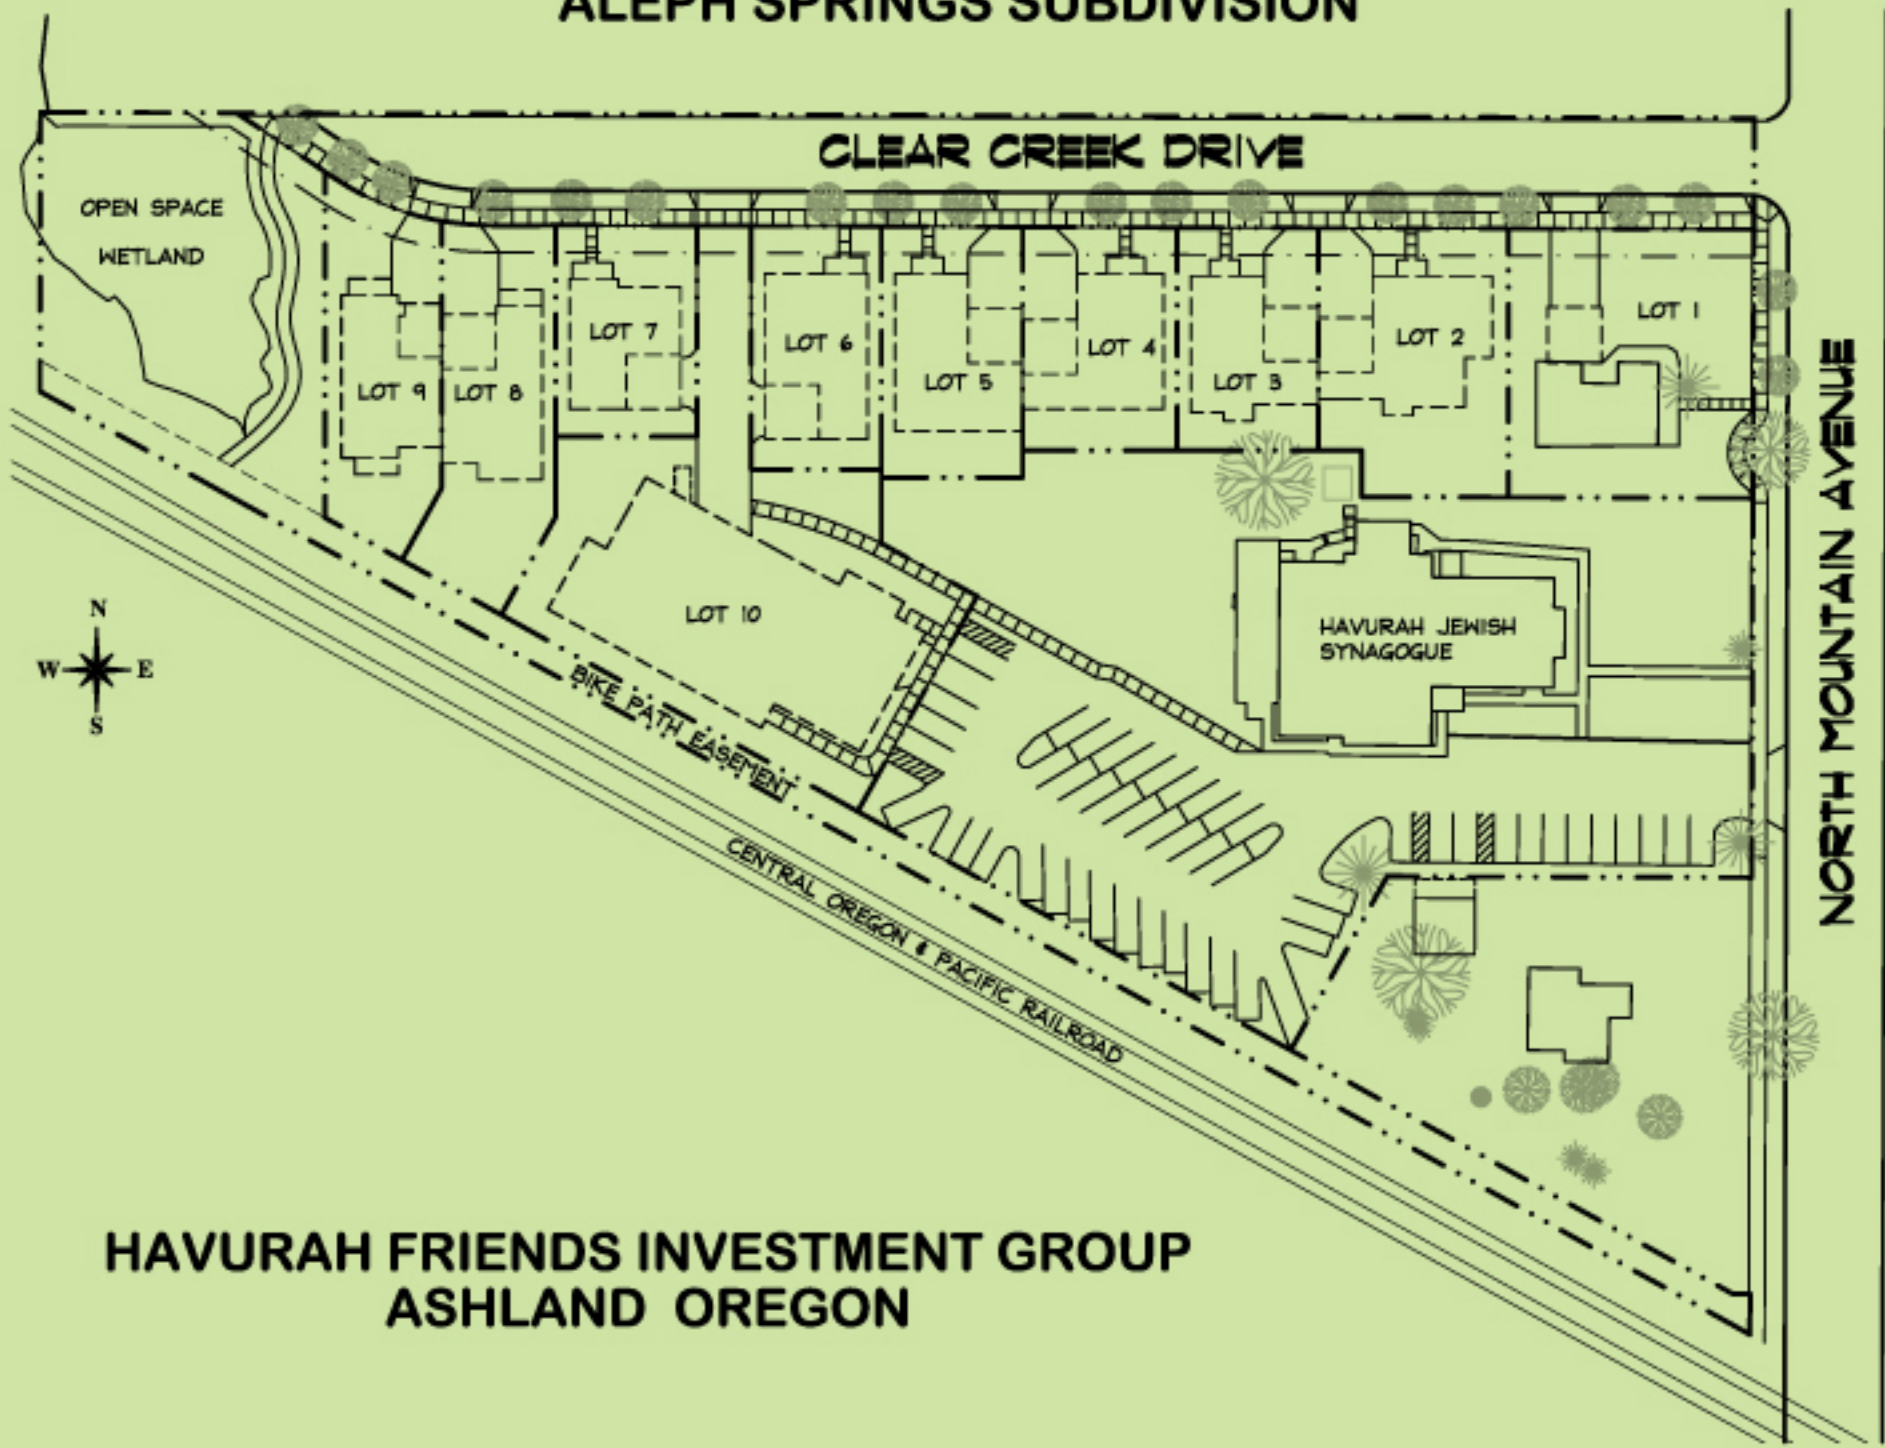 ALEPH SPRINGS SUBDIVISION
CLEAR CREEK DRIVE
OPEN SPACE
WETLAND
LOT 9
LOT 8
LOT 7
LOT 6
LOT 5
LOT 4
LOT 3
LOT 2
LOT 1
NORTH MOUNTAIN AVENUE
LOT 10
HAVURAH JEWISH
SYNAGOGUE
N
W E
S
BIKE PATH EASEMENT
CENTRAL OREGON & PACIFIC RAILROAD
HAVURAH FRIENDS INVESTMENT GROUP
ASHLAND OREGON